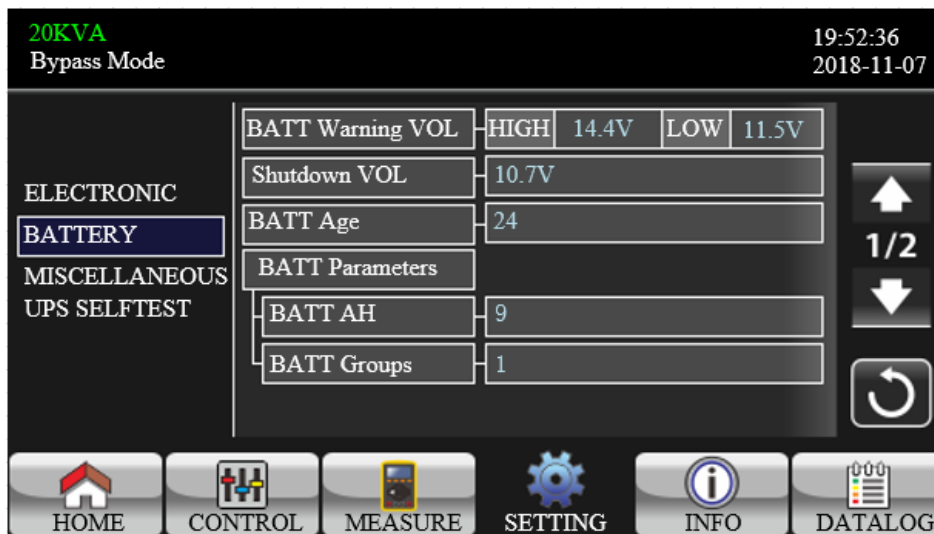 20KVA
Bypass Mode
19:52:36
2018-11-07
ELECTRONIC
BATTERY
MISCELLANEOUS
UPS SELFTEST
BATT Warning VOL HIGH 14.4V LOW 11.5V
Shutdown VOL 10.7V
BATT Age 24
BATT Parameters
BATT AH 9
BATT Groups 1
1/2
HOME CONTROL MEASURE SETTING INFO DATALOG